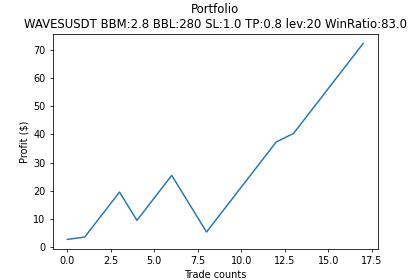 Portfolio
WAVESUSDT BBM:2.8 BBL:280 SL:1.0 TP:0.8 lev:20 WinRatio:83.0
70
60
50
40
30
20
10
0
Profit ($)
0.0 2.5 5.0 7.5 10.0 12.5 15.0 17.5
Trade counts